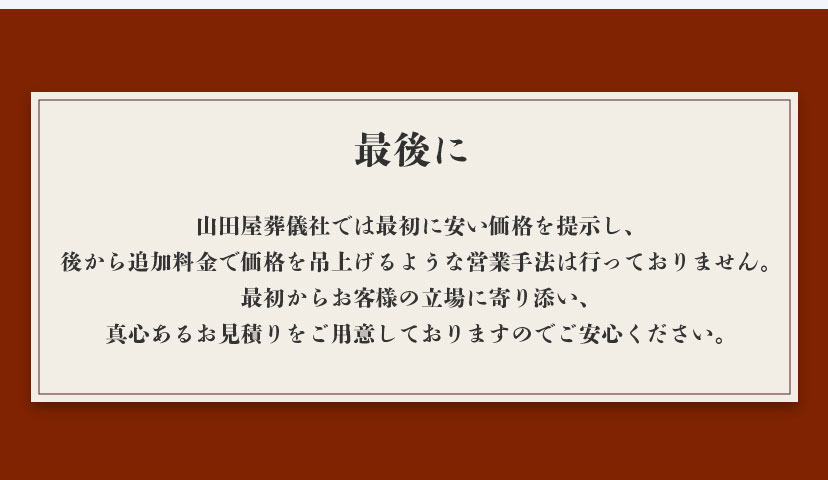 最後に
山田屋葬儀社では最初に安い価格を提示し、
後から追加料金で価格を吊上げるような営業手法は行っておりません。
最初からお客様の立場に寄り添い、
真心あるお見積りをご用意しておりますのでご安心ください。